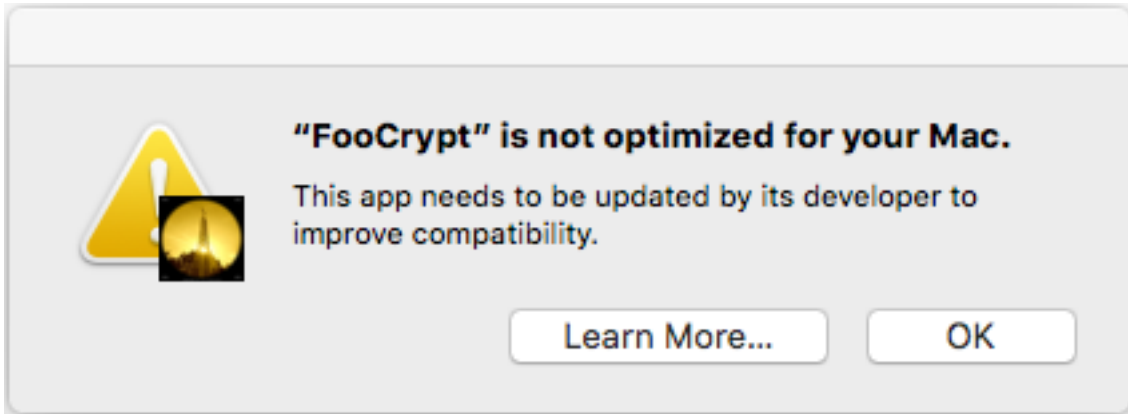 “FooCrypt” is not optimized for your Mac.
This app needs to be updated by its developer to
improve compatibility.
Learn More...
OK